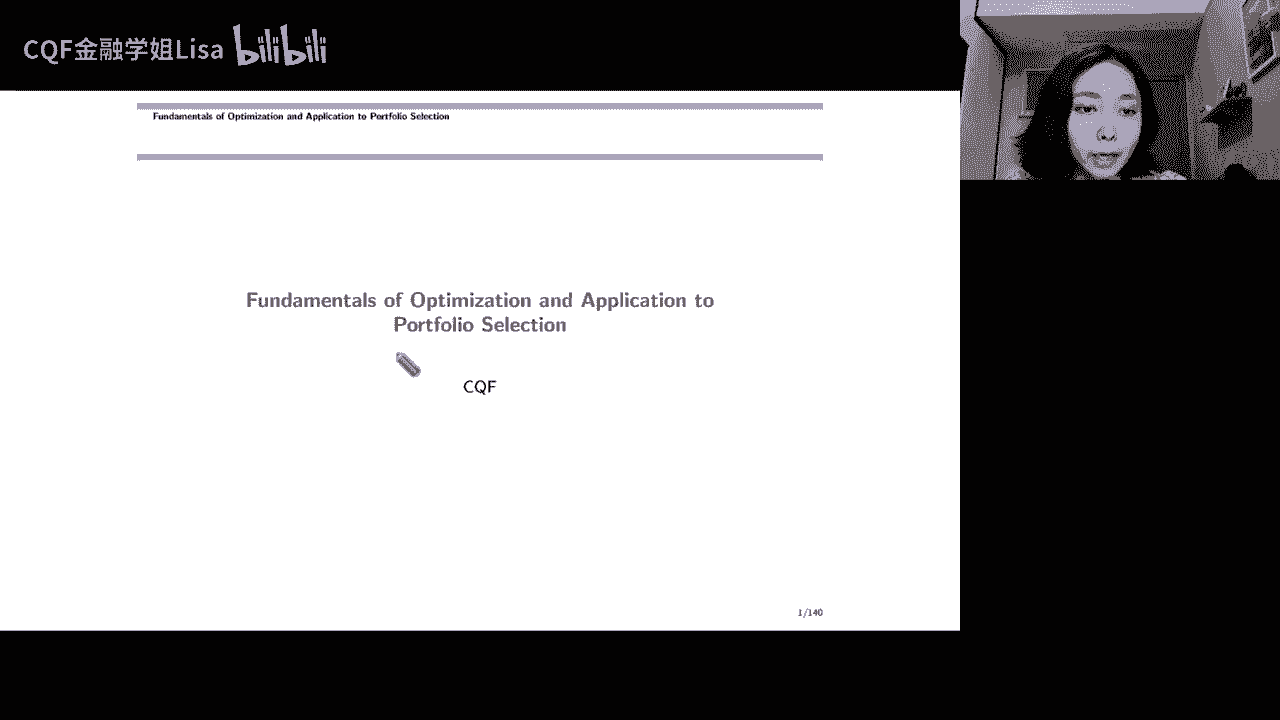 CQF金融学姐Lisa bilibili
Fundamentals of Optimization and Application to Portfolio Selection
Fundamentals of Optimization and Application to
Portfolio Selection
CQF
1/140